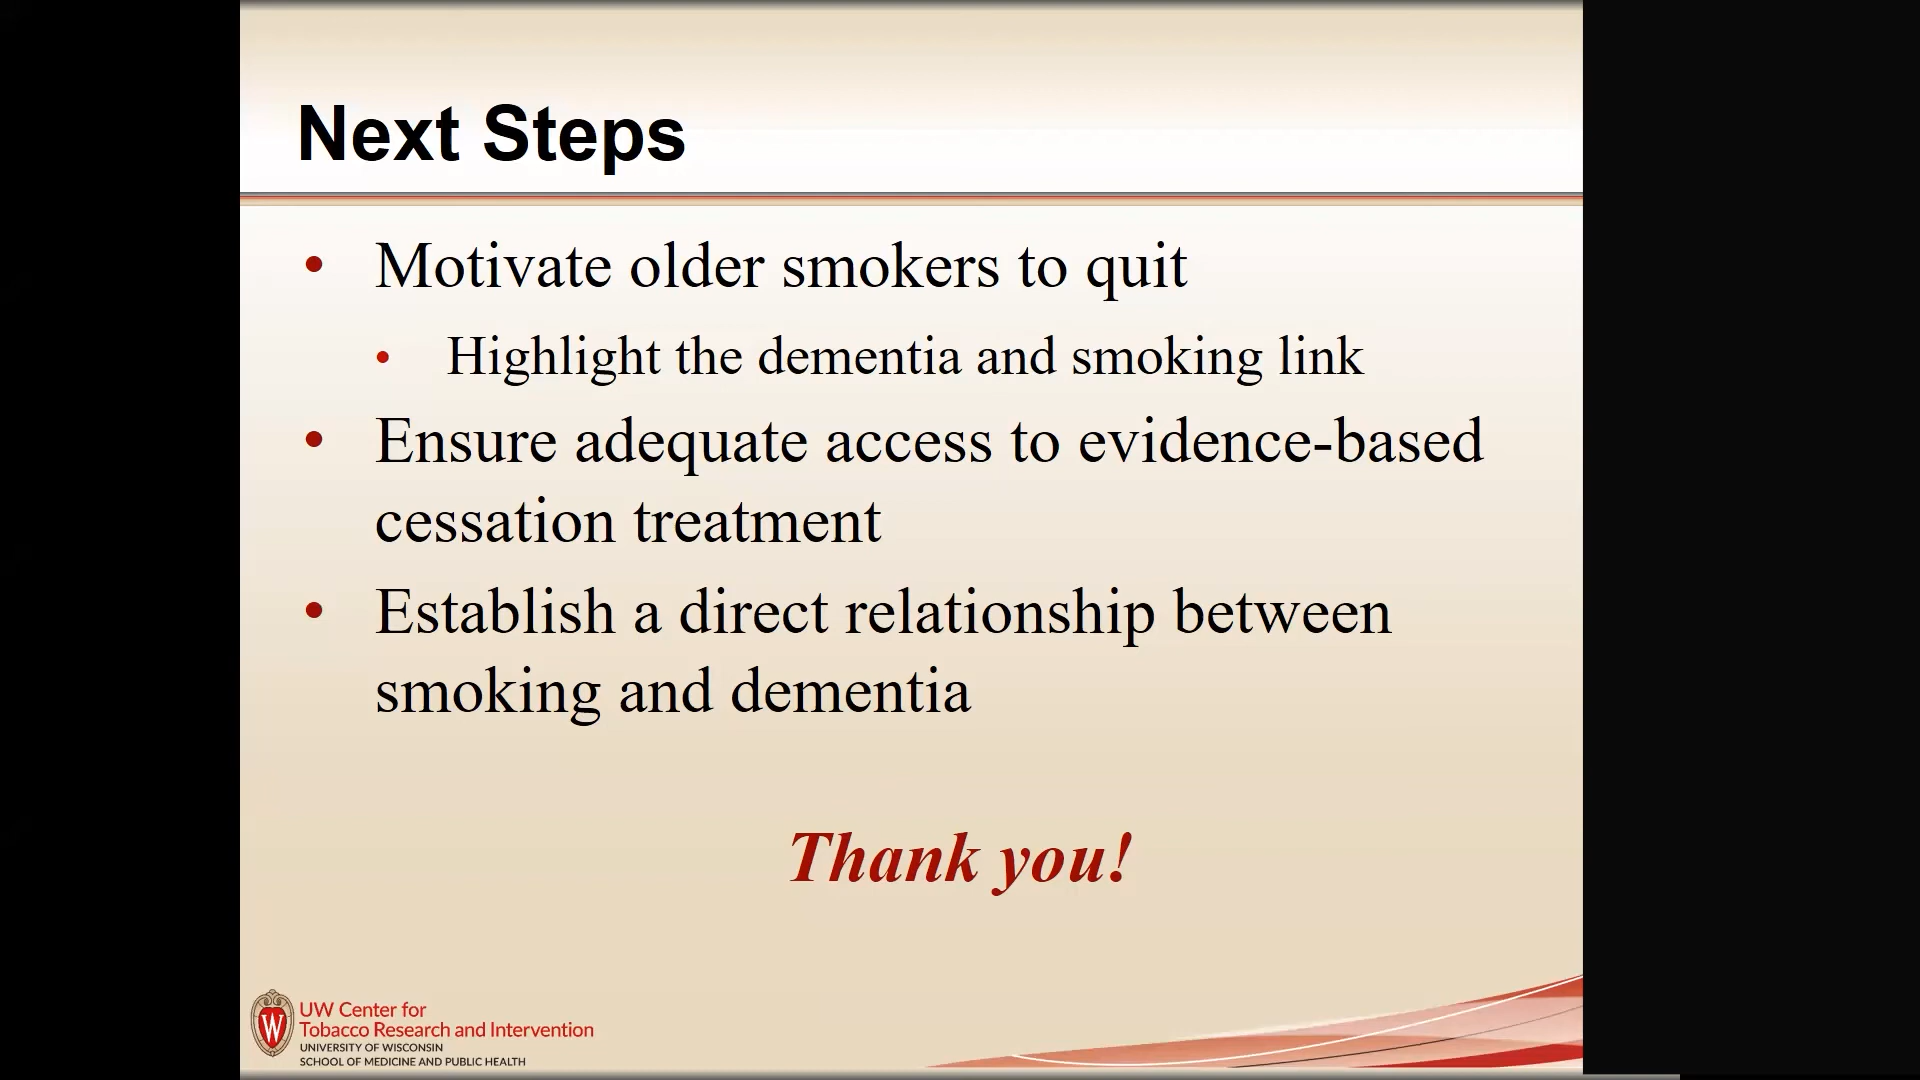 Next Steps
• Motivate older smokers to quit
• Highlight the dementia and smoking link
• Ensure adequate access to evidence-based
cessation treatment
• Establish a direct relationship between
smoking and dementia
Thank you!
W
UW Center for
Tobacco Research and Intervention
UNIVERSITY OF WISCONSIN
SCHOOL OF MEDICINE AND PUBLIC HEALTH